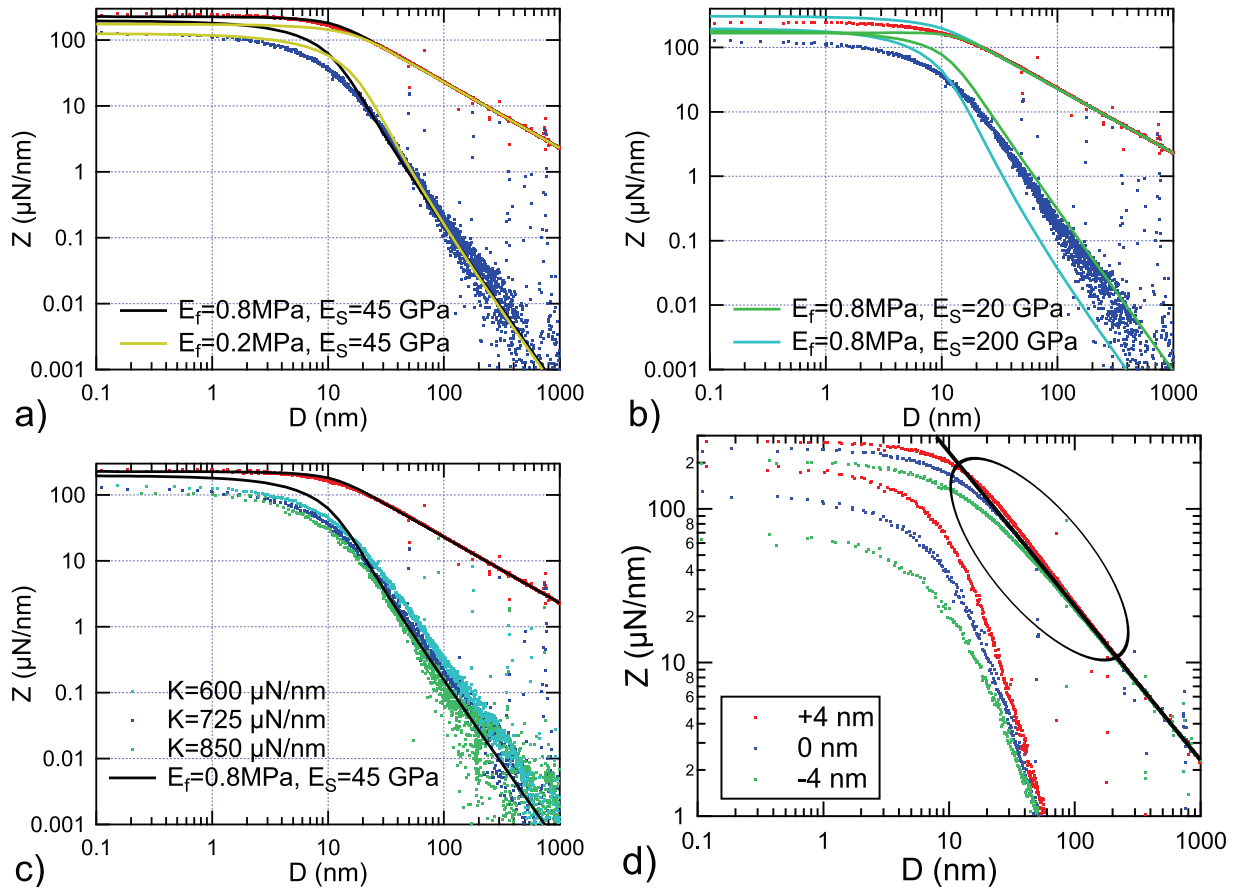 Z (µN/nm)
100
10
1
0.1
0.01
0.001
E_f=0.8MPa, E_S=45 GPa
E_f=0.2MPa, E_S=45 GPa
0.1
1
10
100
1000
D (nm)
a)
Z (µN/nm)
100
10
1
0.1
0.01
0.001
E_f=0.8MPa, E_S=20 GPa
E_f=0.8MPa, E_S=200 GPa
0.1
1
10
100
1000
D (nm)
b)
Z (µN/nm)
100
10
1
0.1
0.01
0.001
K=600 µN/nm
K=725 µN/nm
K=850 µN/nm
E_f=0.8MPa, E_S=45 GPa
0.1
1
10
100
1000
D (nm)
c)
Z (µN/nm)
2
100
8
6
4
2
10
8
6
4
2
1
+4 nm
0 nm
-4 nm
0.1
1
10
100
1000
D (nm)
d)